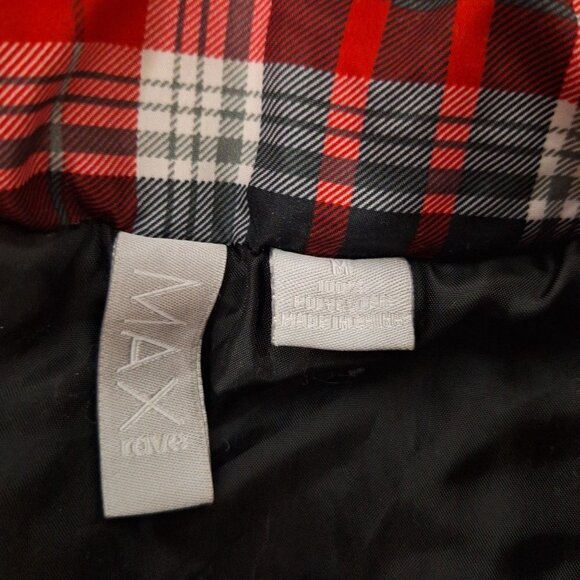 MAX
rave
M
100%
POLYESTER
MADE IN CHINA